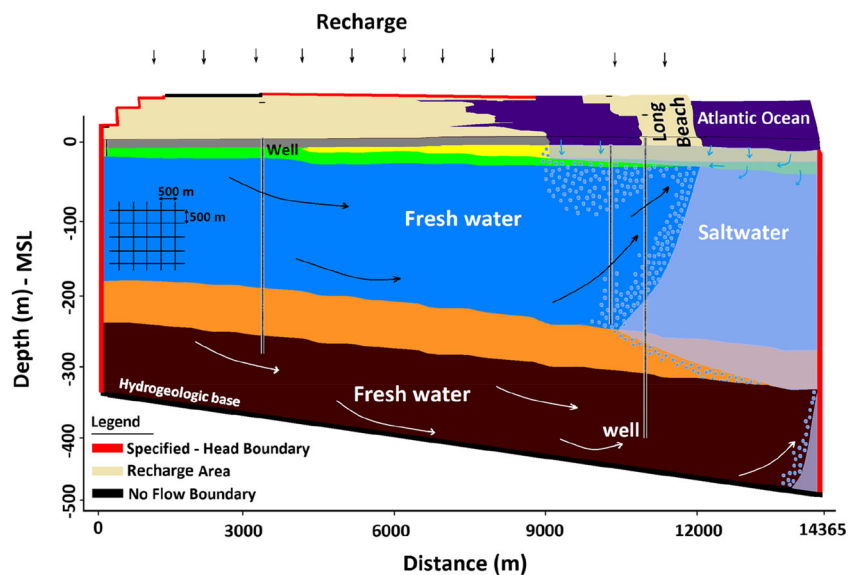 Recharge
Long Beach
Atlantic Ocean
Well
0
-100
-200
-300
-400
-500
Depth (m) - MSL
500 m
500 m
Fresh water
Saltwater
Fresh water
Hydrogeologic base
well
Legend
Specified - Head Boundary
Recharge Area
No Flow Boundary
0
3000
6000
9000
12000
14365
Distance (m)